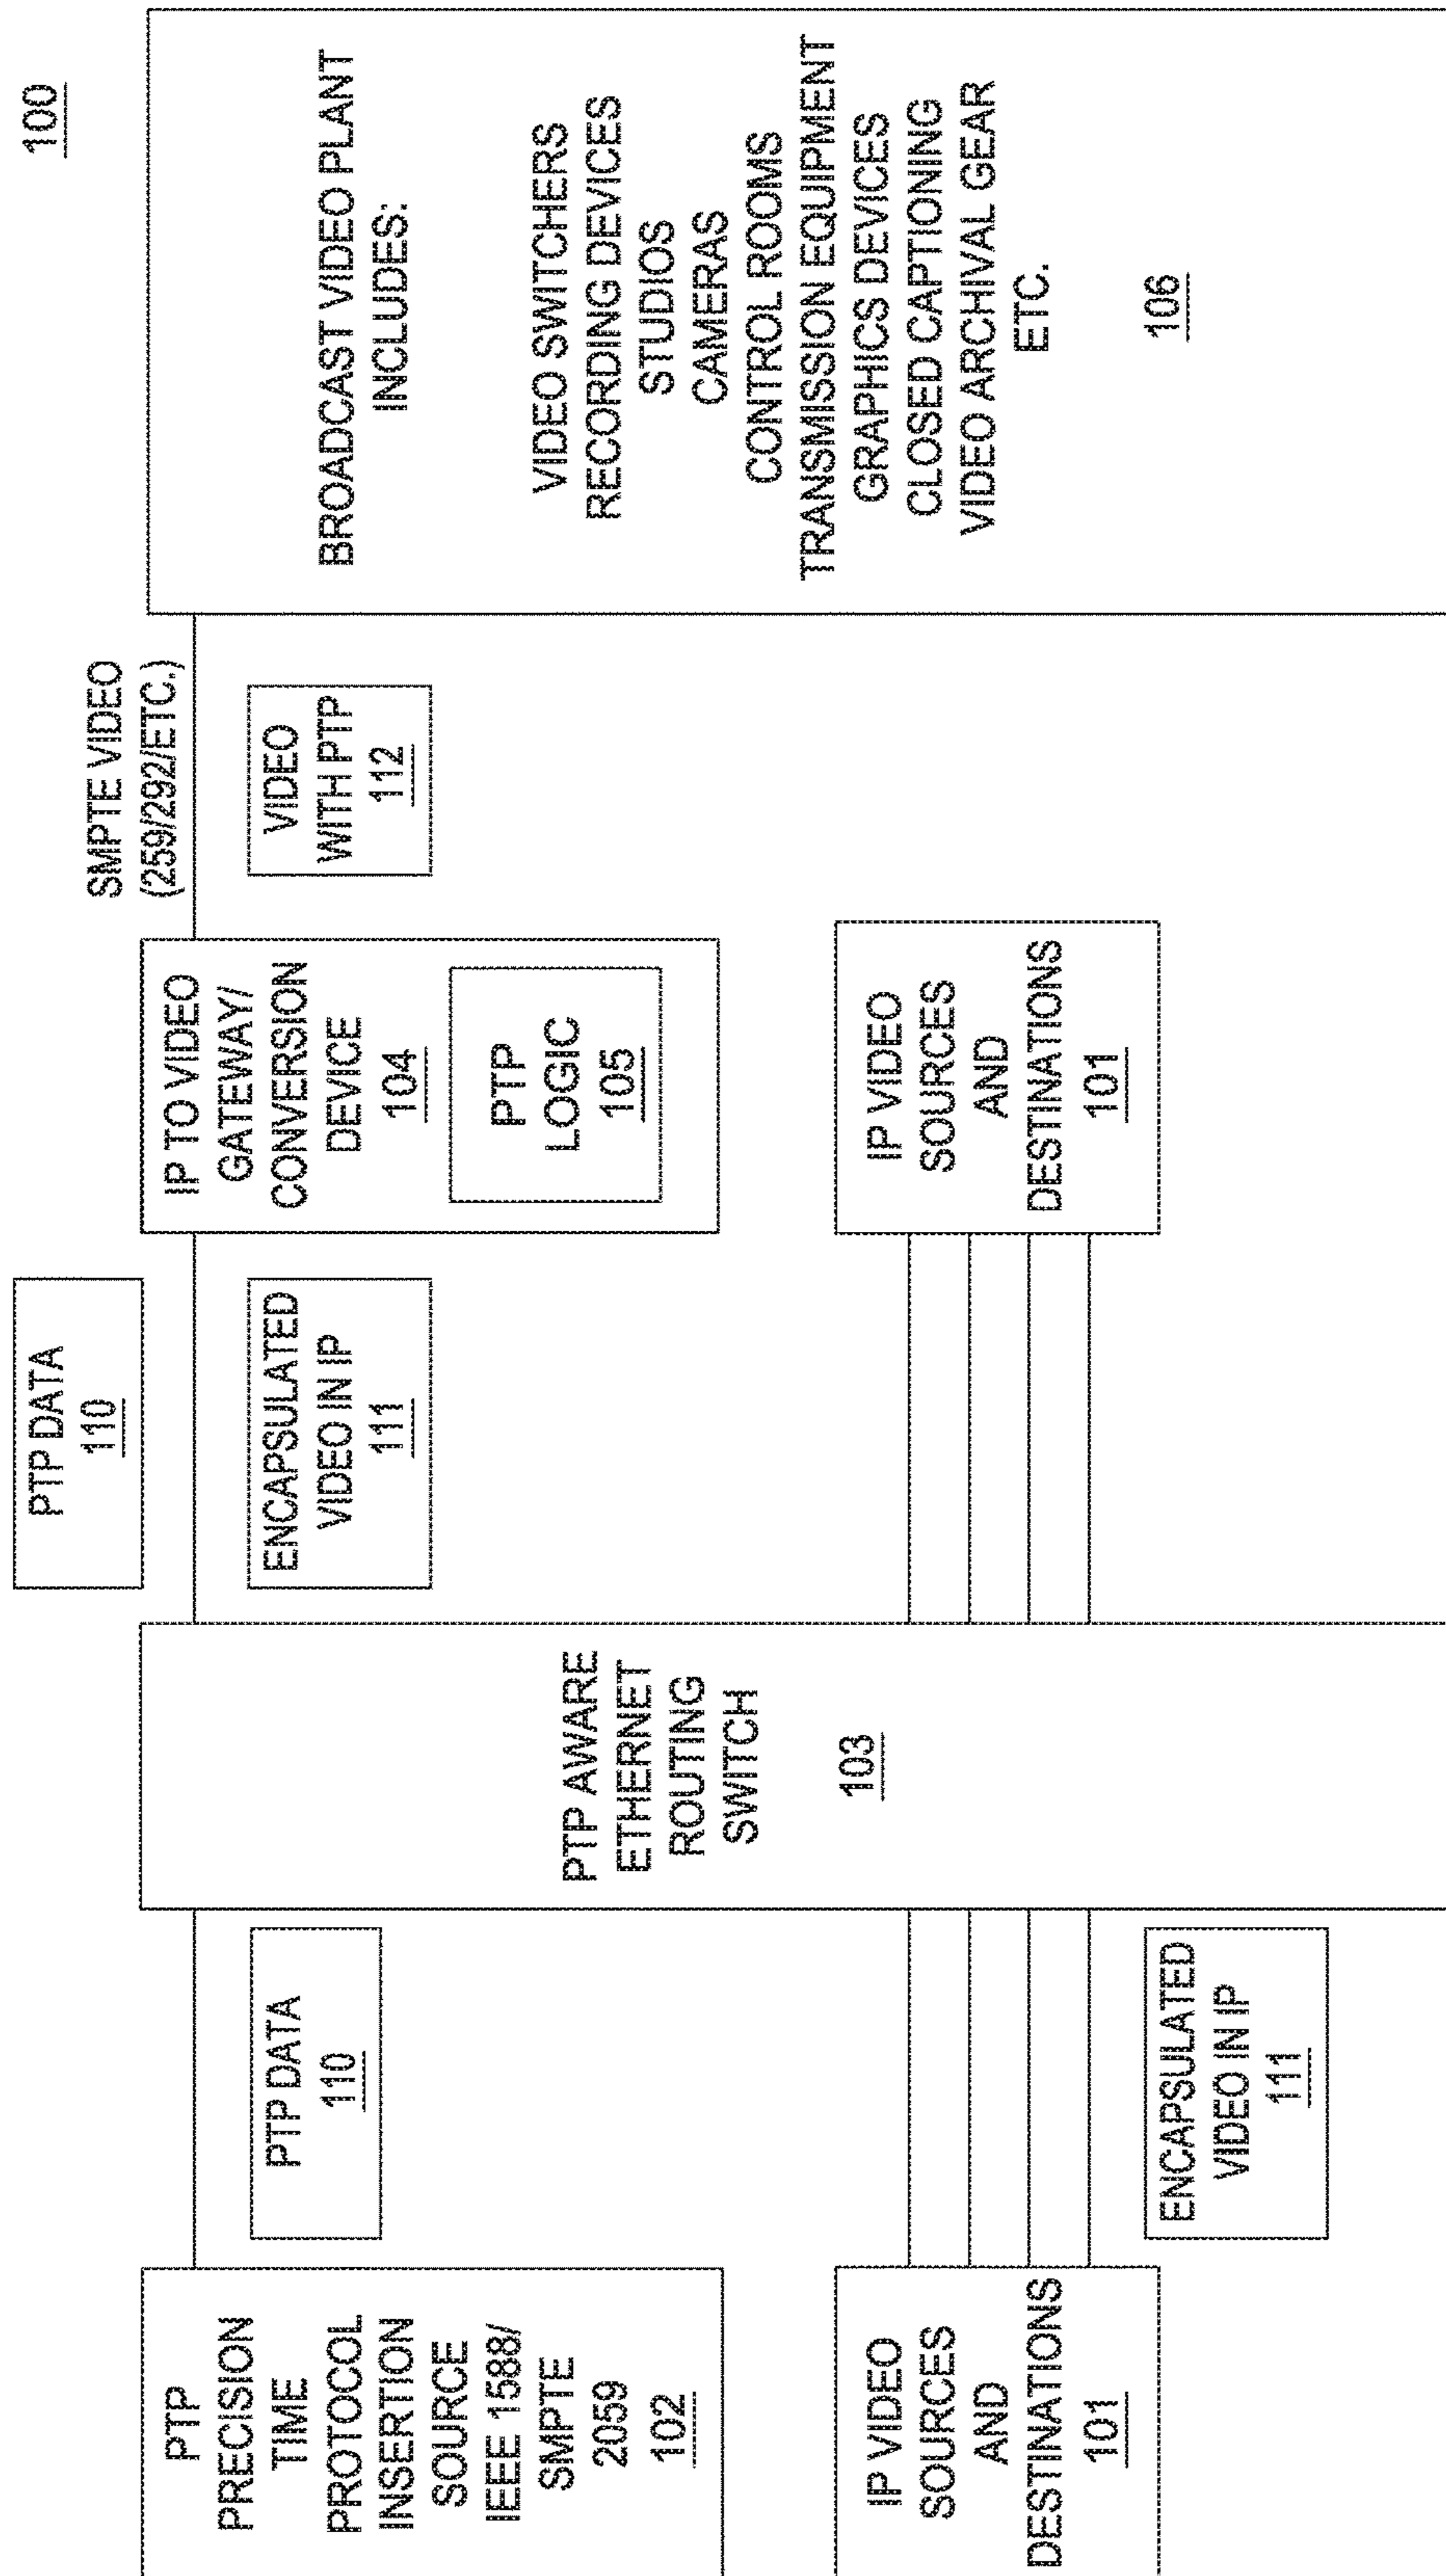 100
PTP
PRECISION
TIME
PROTOCOL
INSERTION
SOURCE
IEEE 1588/
SMPTE
2059
102
PTP DATA
110
IP VIDEO
SOURCES
AND
DESTINATIONS
101
ENCAPSULATED
VIDEO IN IP
111
PTP AWARE
ETHERNET
ROUTING
SWITCH
103
PTP DATA
110
ENCAPSULATED
VIDEO IN IP
111
IP TO VIDEO
GATEWAY/
CONVERSION
DEVICE
104
PTP
LOGIC
105
IP VIDEO
SOURCES
AND
DESTINATIONS
101
SMPTE VIDEO
(259/292/ETC.)
VIDEO
WITH PTP
112
BROADCAST VIDEO PLANT
INCLUDES:
VIDEO SWITCHERS
RECORDING DEVICES
STUDIOS
CAMERAS
CONTROL ROOMS
TRANSMISSION EQUIPMENT
GRAPHICS DEVICES
CLOSED CAPTIONING
VIDEO ARCHIVAL GEAR
ETC.
106